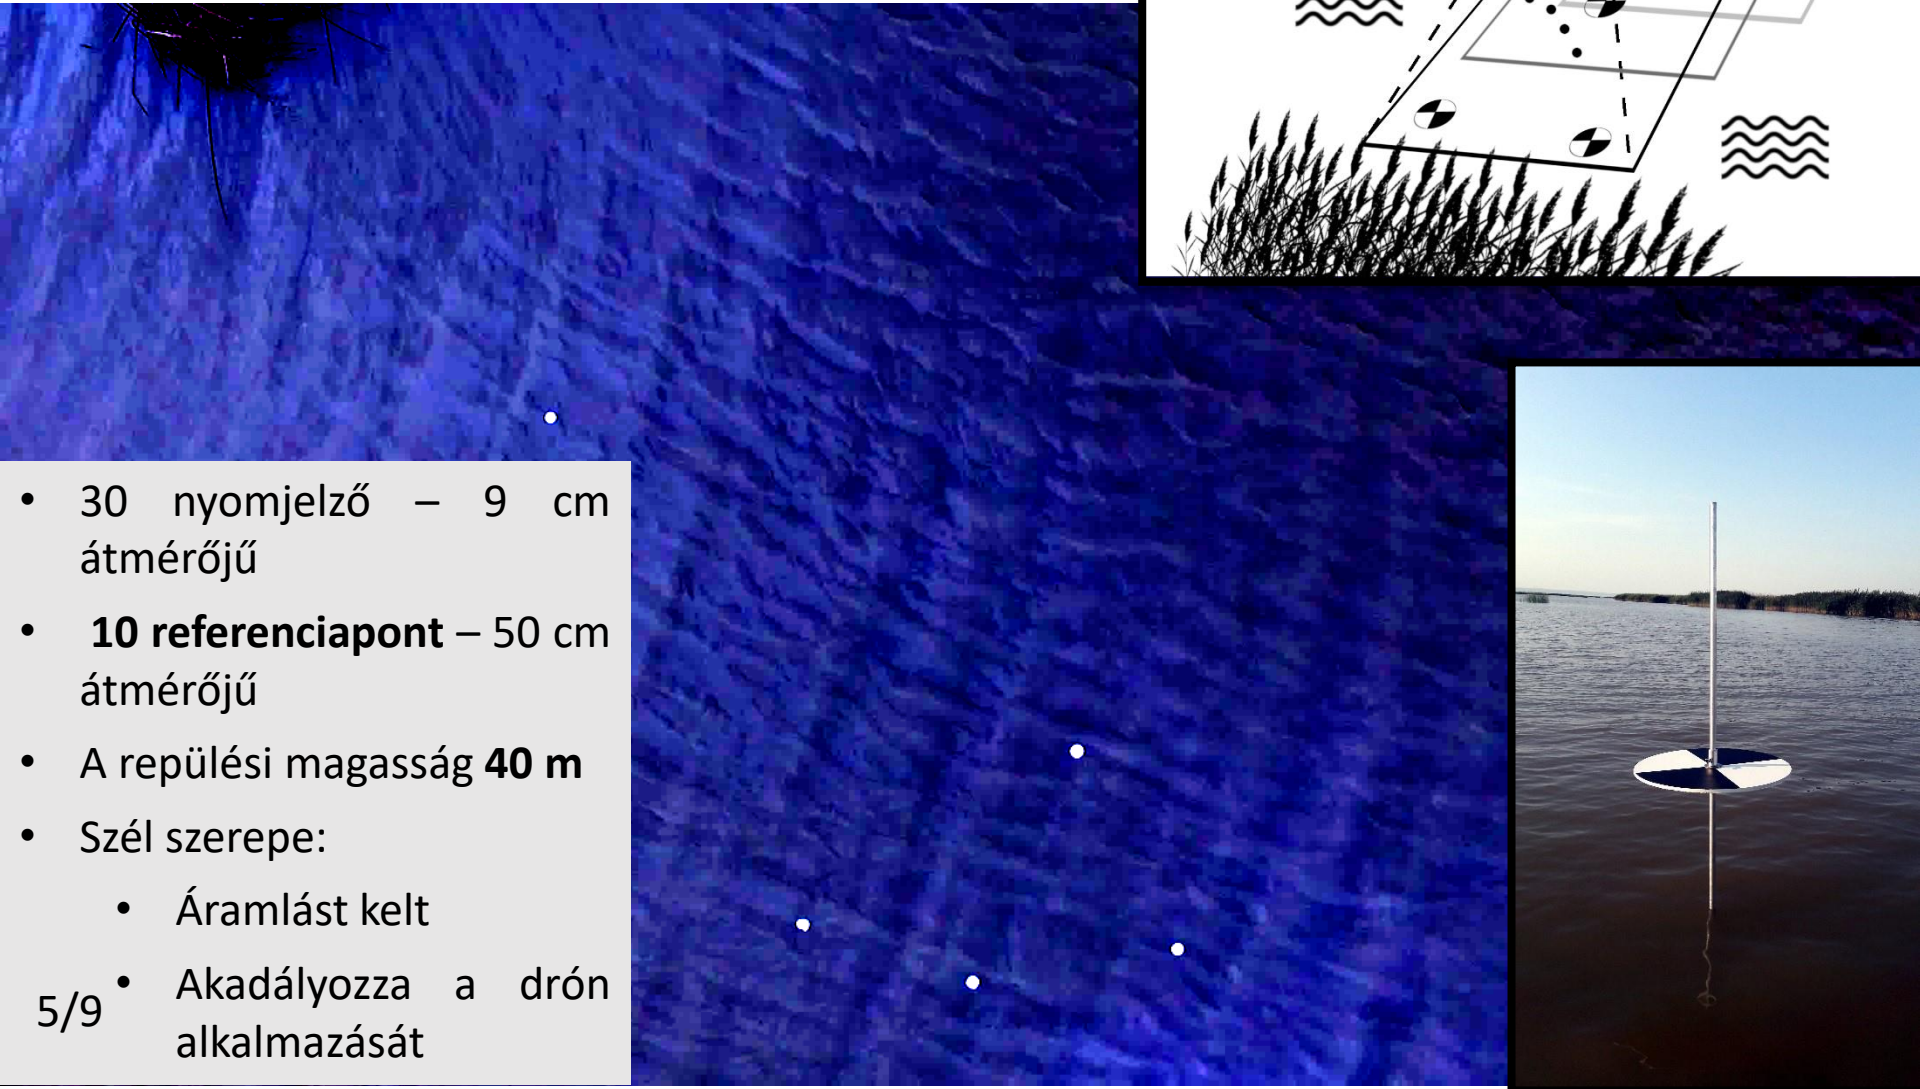 • 30 nyomjelző – 9 cm
átmérőjű
• 10 referenciapont – 50 cm
átmérőjű
• A repülési magasság 40 m
• Szél szerepe:
• Áramlást kelt
• Akadályozza a drón
alkalmazását
5/9